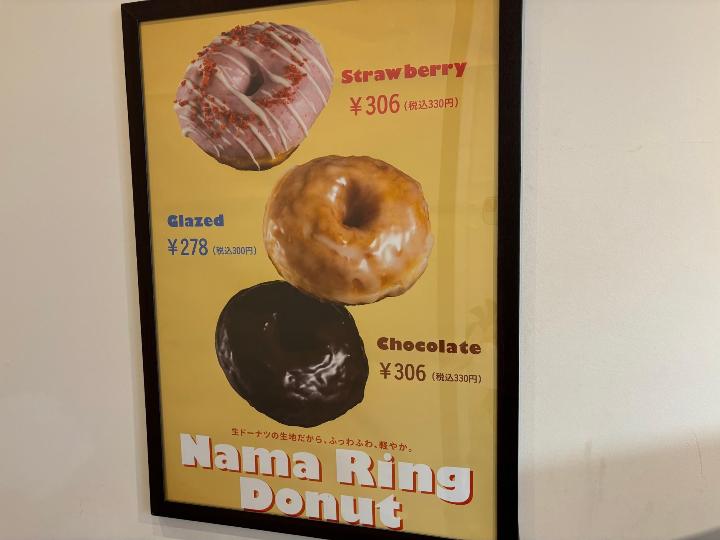 Strawberry
¥306 (税込330円)
Glazed
¥278 (税込300円)
Chocolate
¥306 (税込330円)
生ドーナツの生地だから、ふっわふわ、軽やか。
Nama Ring
Donut